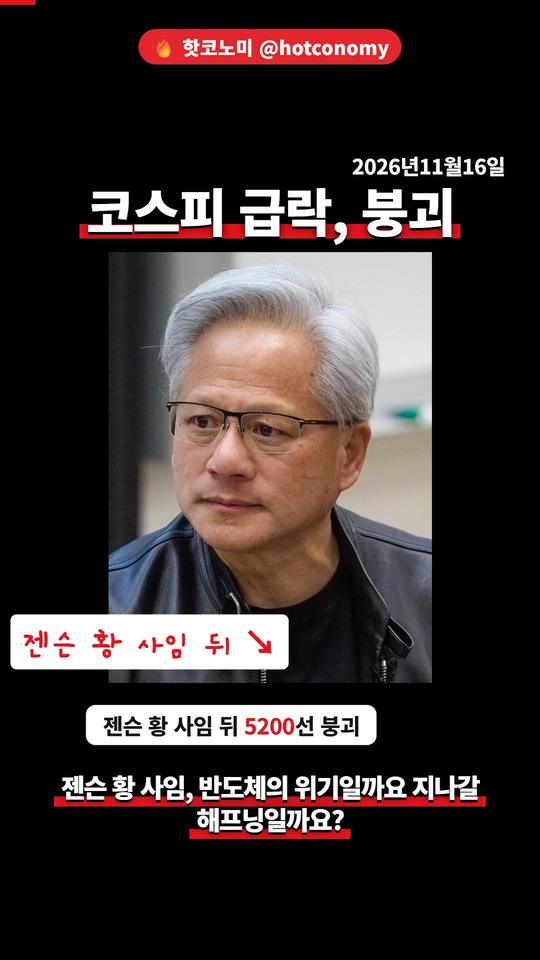 🔥 핫코노미 @hotconomy
2026년11월16일
코스피 급락, 붕괴
젠슨 황 사임 뒤 ↘
젠슨 황 사임 뒤 5200선 붕괴
젠슨 황 사임, 반도체의 위기일까요 지나갈
해프닝일까요?